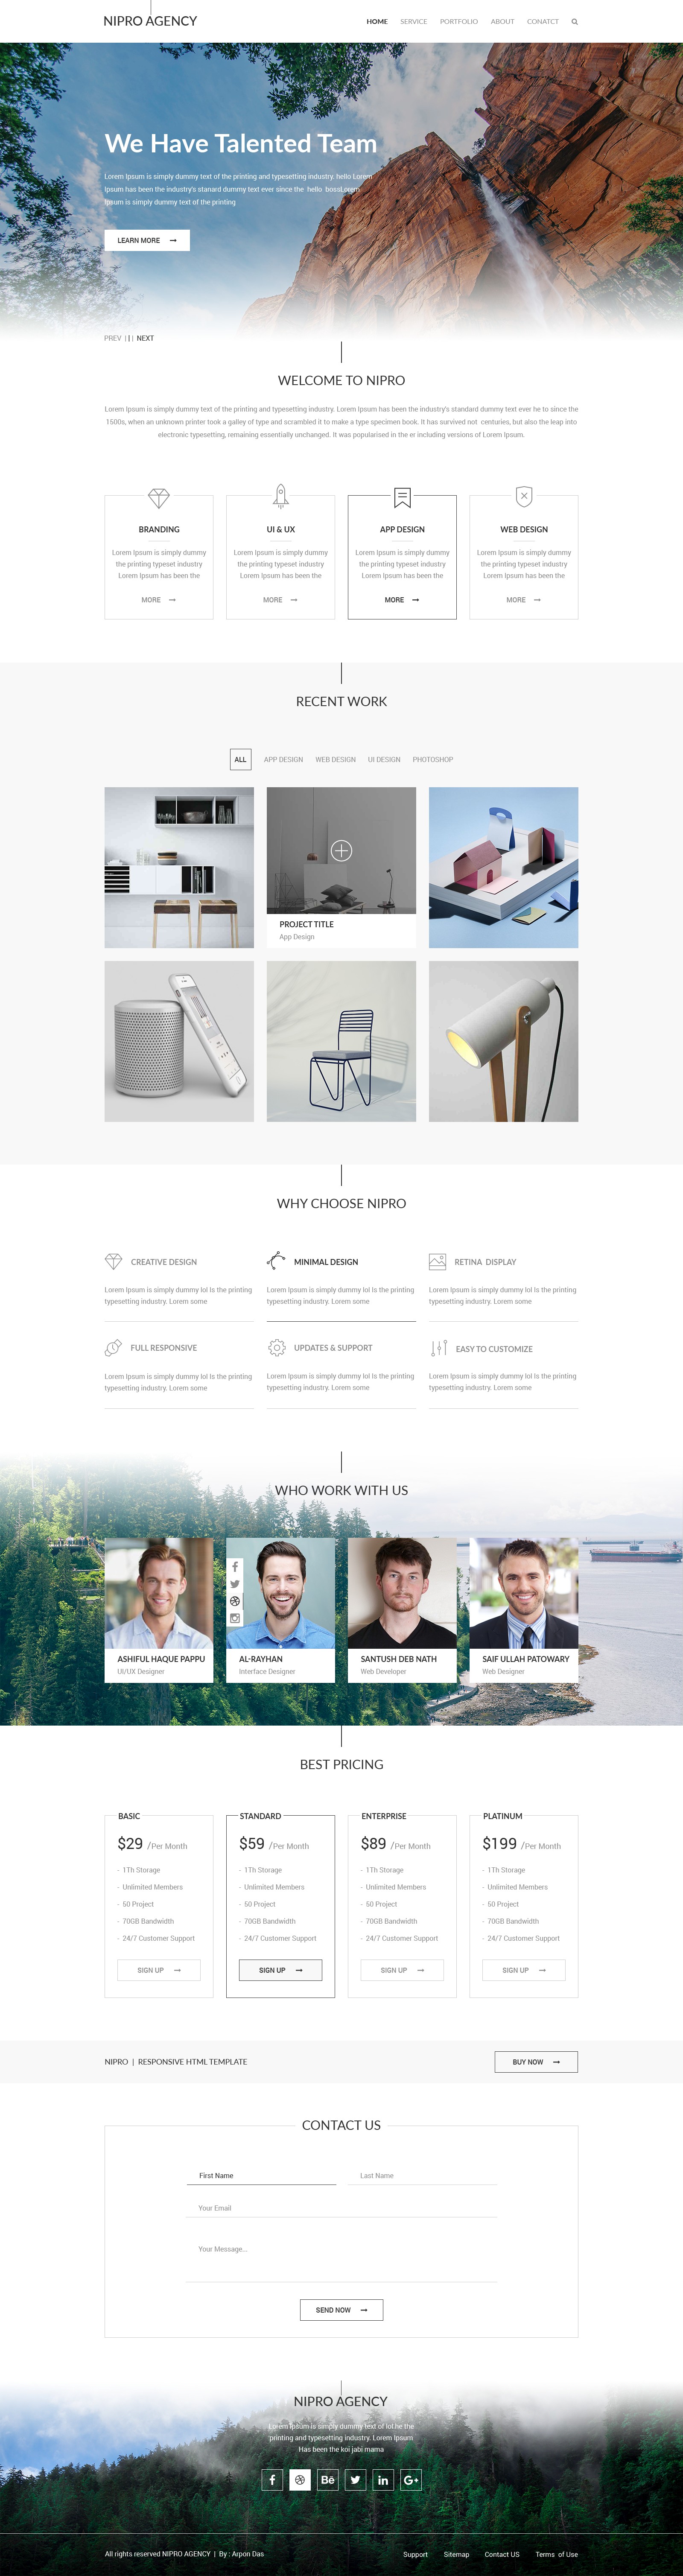 NIPRO AGENCY
HOME SERVICE PORTFOLIO ABOUT CONATCT
We Have Talented Team
Lorem Ipsum is simply dummy text of the printing and typesetting industry. hello Lorem
Ipsum has been the industry's stanard dummy text ever since the hello bossLorem
Ipsum is simply dummy text of the printing
LEARN MORE
PREV | | | NEXT
WELCOME TO NIPRO
Lorem Ipsum is simply dummy text of the printing and typesetting industry. Lorem Ipsum has been the industry's standard dummy text ever he to since the
1500s, when an unknown printer took a galley of type and scrambled it to make a type specimen book. It has survived not centuries, but also the leap into
electronic typesetting, remaining essentially unchanged. It was popularised in the er including versions of Lorem Ipsum.
BRANDING
Lorem Ipsum is simply dummy
the printing typeset industry
Lorem Ipsum has been the
MORE
UI & UX
Lorem Ipsum is simply dummy
the printing typeset industry
Lorem Ipsum has been the
MORE
APP DESIGN
Lorem Ipsum is simply dummy
the printing typeset industry
Lorem Ipsum has been the
MORE
WEB DESIGN
Lorem Ipsum is simply dummy
the printing typeset industry
Lorem Ipsum has been the
MORE
RECENT WORK
ALL APP DESIGN WEB DESIGN UI DESIGN PHOTOSHOP
PROJECT TITLE
App Design
WHY CHOOSE NIPRO
CREATIVE DESIGN
Lorem Ipsum is simply dummy lol Is the printing
typesetting industry. Lorem some
MINIMAL DESIGN
Lorem Ipsum is simply dummy lol Is the printing
typesetting industry. Lorem some
RETINA DISPLAY
Lorem Ipsum is simply dummy lol Is the printing
typesetting industry. Lorem some
FULL RESPONSIVE
Lorem Ipsum is simply dummy lol Is the printing
typesetting industry. Lorem some
UPDATES & SUPPORT
Lorem Ipsum is simply dummy lol Is the printing
typesetting industry. Lorem some
EASY TO CUSTOMIZE
Lorem Ipsum is simply dummy lol Is the printing
typesetting industry. Lorem some
WHO WORK WITH US
ASHIFUL HAQUE PAPPU
UI/UX Designer
AL-RAYHAN
Interface Designer
SANTUSH DEB NATH
Web Developer
SAIF ULLAH PATOWARY
Web Designer
BEST PRICING
BASIC
$29 /Per Month
- 1Th Storage
- Unlimited Members
- 50 Project
- 70GB Bandwidth
- 24/7 Customer Support
SIGN UP
STANDARD
$59 /Per Month
- 1Th Storage
- Unlimited Members
- 50 Project
- 70GB Bandwidth
- 24/7 Customer Support
SIGN UP
ENTERPRISE
$89 /Per Month
- 1Th Storage
- Unlimited Members
- 50 Project
- 70GB Bandwidth
- 24/7 Customer Support
SIGN UP
PLATINUM
$199 /Per Month
- 1Th Storage
- Unlimited Members
- 50 Project
- 70GB Bandwidth
- 24/7 Customer Support
SIGN UP
NIPRO | RESPONSIVE HTML TEMPLATE
BUY NOW
CONTACT US
First Name Last Name
Your Email
Your Message...
SEND NOW
NIPRO AGENCY
Lorem Ipsum is simply dummy text of lol he the
printing and typesetting industry. Lorem Ipsum
Has been the koi jabi mama
All rights reserved NIPRO AGENCY | By : Arpon Das
Support Sitemap Contact US Terms of Use